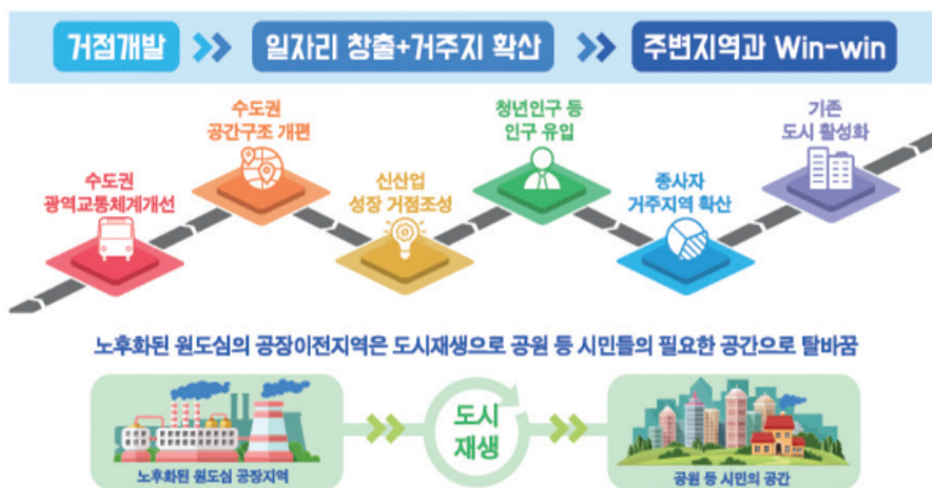 거점개발
일자리 창출+거주지 확산
주변지역과 Win-win
수도권
광역교통체계개선
수도권
공간구조 개편
신산업
성장 거점조성
청년인구 등
인구 유입
종사자
거주지역 확산
기존
도시 활성화
노후화된 원도심의 공장이전지역은 도시재생으로 공원 등 시민들의 필요한 공간으로 탈바꿈
노후화된 원도심 공장지역
도시
재생
공원 등 시민의 공간